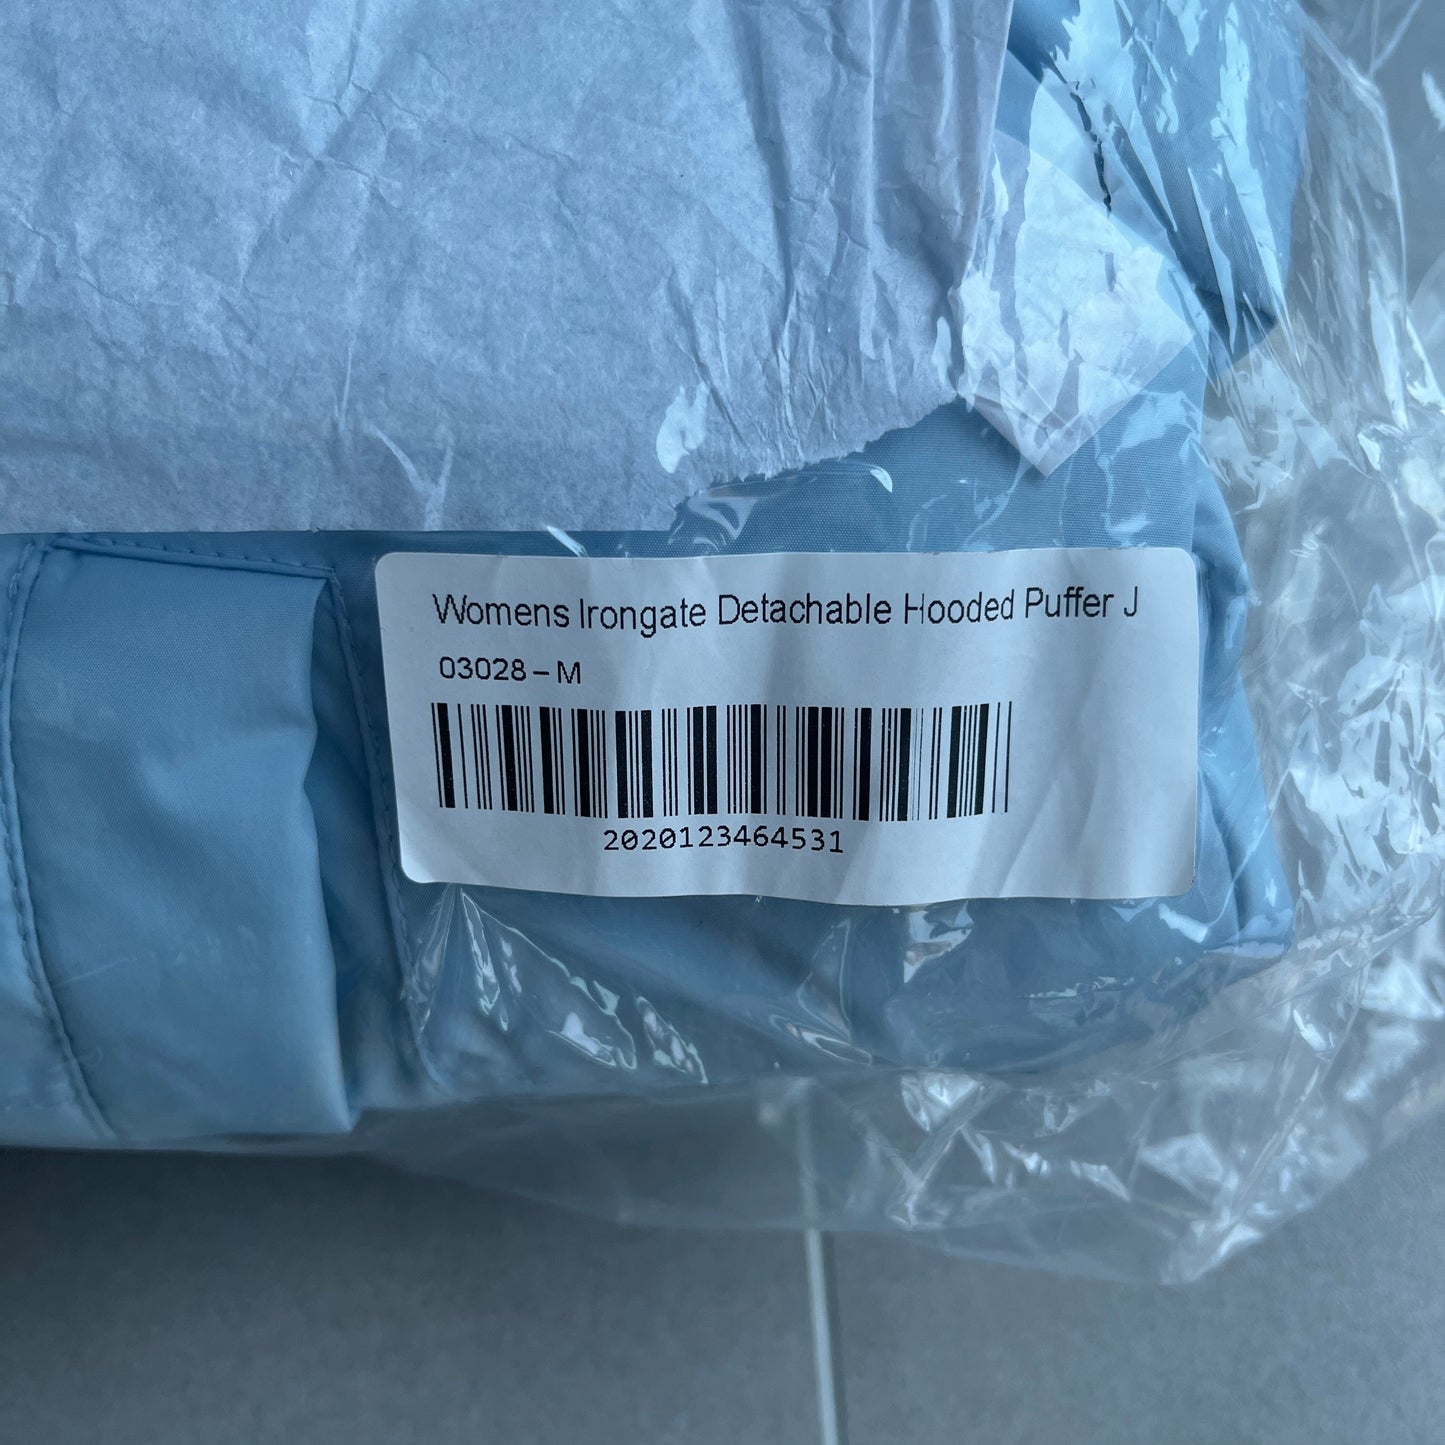 Womens Irongate Detachable Hooded Puffer J
03028-M
2020123464531